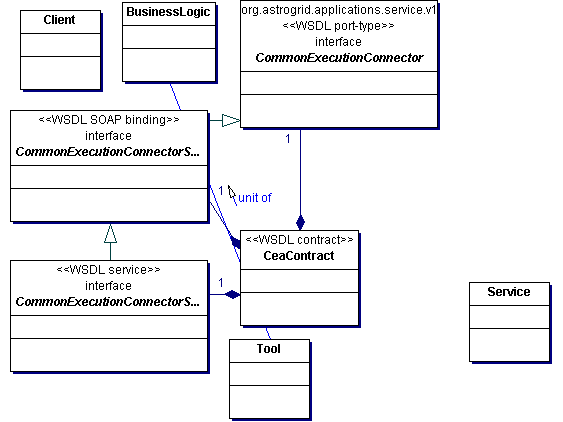 Client
BusinessLogic
org.astrogrid.applications.service.v1
<<WSDL port-type>>
interface
CommonExecutionConnector
<<WSDL SOAP binding>>
interface
CommonExecutionConnectorS...
1
1
unit of
<<WSDL contract>>
CeaContract
<<WSDL service>>
interface
CommonExecutionConnectorS...
1
Service
Tool